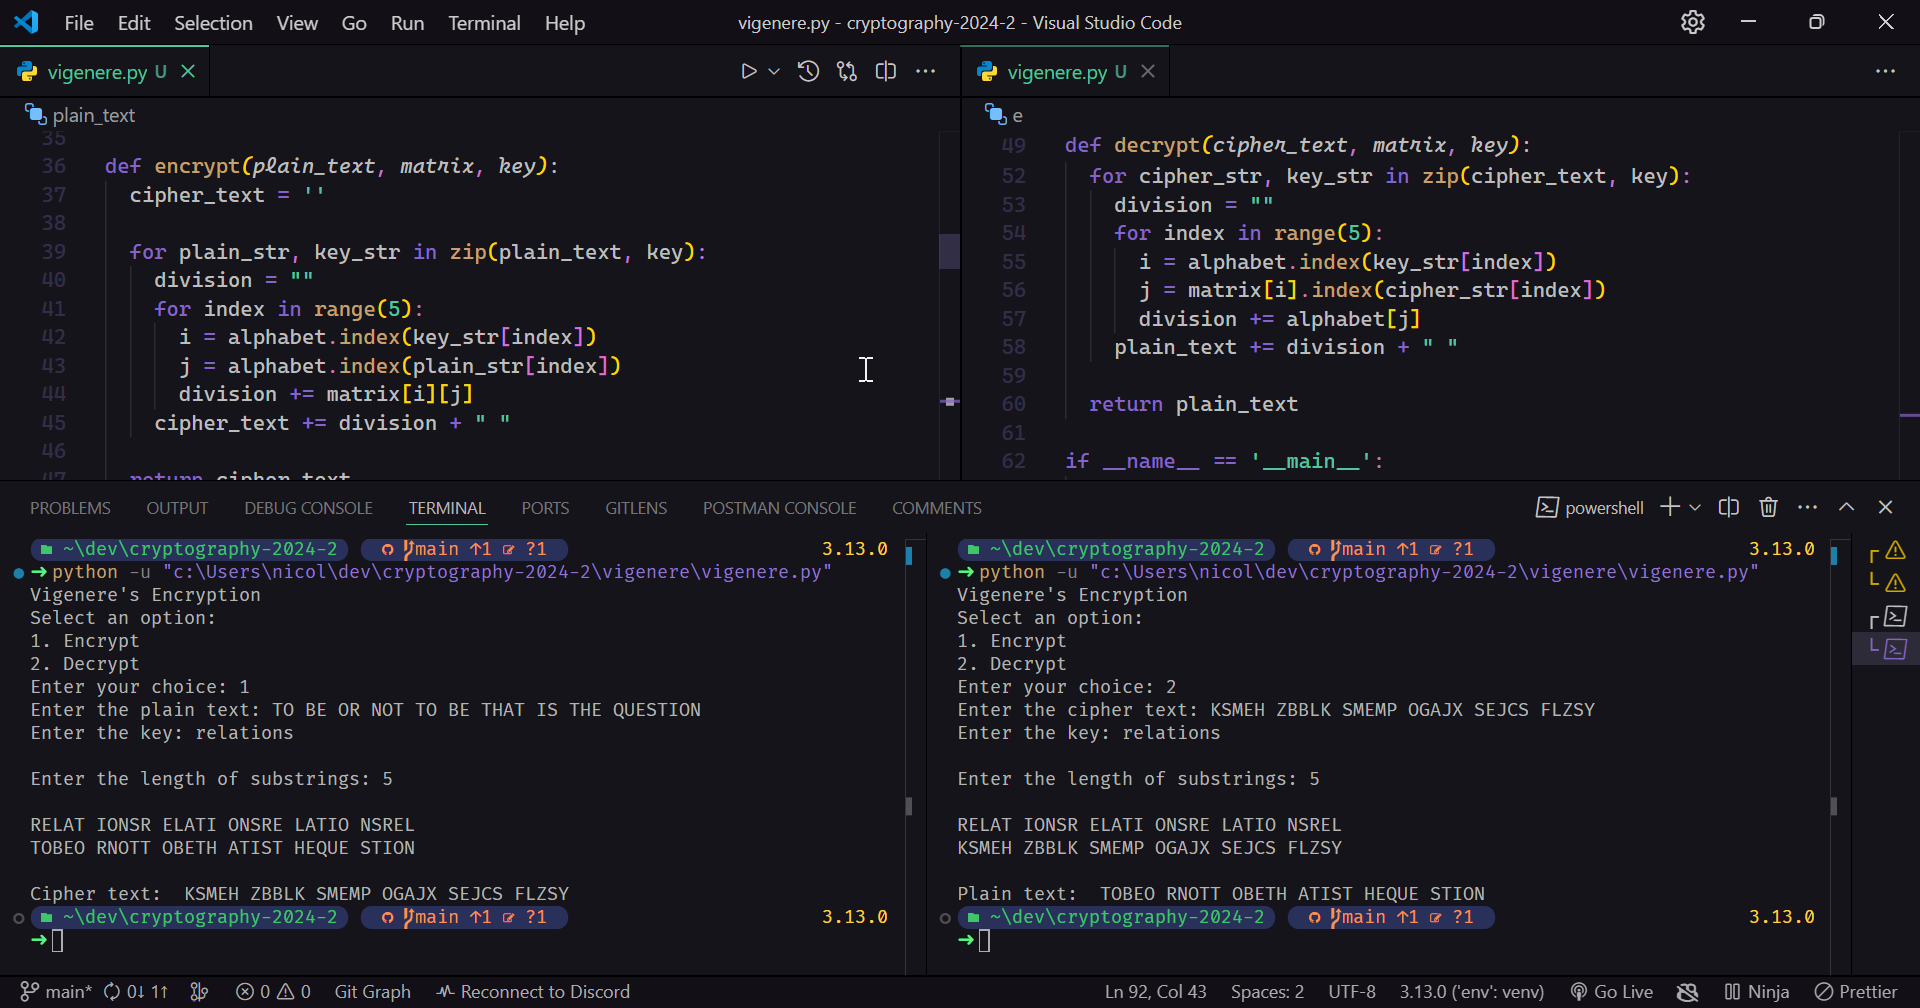 File Edit Selection View Go Run Terminal Help
vigenere.py - cryptography-2024-2 - Visual Studio Code
vigenere.py U
plain_text
35
36 def encrypt(plain_text, matrix, key):
37 cipher_text = ''
38
39 for plain_str, key_str in zip(plain_text, key):
40 division = ""
41 for index in range(5):
42 i = alphabet.index(key_str[index])
43 j = alphabet.index(plain_str[index])
44 division += matrix[i][j]
45 cipher_text += division + " "
46
47 return cipher_text
vigenere.py U
e
49 def decrypt(cipher_text, matrix, key):
52 for cipher_str, key_str in zip(cipher_text, key):
53 division = ""
54 for index in range(5):
55 i = alphabet.index(key_str[index])
56 j = matrix[i].index(cipher_str[index])
57 division += alphabet[j]
58 plain_text += division + " "
59
60 return plain_text
61
62 if __name__ == '__main__':
PROBLEMS OUTPUT DEBUG CONSOLE TERMINAL PORTS GITLENS POSTMAN CONSOLE COMMENTS
powershell
~\dev\cryptography-2024-2 main ↑1 ?1 3.13.0
➜ python -u "c:\Users\nicol\dev\cryptography-2024-2\vigenere\vigenere.py"
Vigenere's Encryption
Select an option:
1. Encrypt
2. Decrypt
Enter your choice: 1
Enter the plain text: TO BE OR NOT TO BE THAT IS THE QUESTION
Enter the key: relations
Enter the length of substrings: 5
RELAT IONSR ELATI ONSRE LATIO NSREL
TOBEO RNOTT OBETH ATIST HEQUE STION
Cipher text: KSMEH ZBBLK SMEMP OGAJX SEJCS FLZSY
~\dev\cryptography-2024-2 main ↑1 ?1 3.13.0
➜
~\dev\cryptography-2024-2 main ↑1 ?1 3.13.0
➜ python -u "c:\Users\nicol\dev\cryptography-2024-2\vigenere\vigenere.py"
Vigenere's Encryption
Select an option:
1. Encrypt
2. Decrypt
Enter your choice: 2
Enter the cipher text: KSMEH ZBBLK SMEMP OGAJX SEJCS FLZSY
Enter the key: relations
Enter the length of substrings: 5
RELAT IONSR ELATI ONSRE LATIO NSREL
KSMEH ZBBLK SMEMP OGAJX SEJCS FLZSY
Plain text: TOBEO RNOTT OBETH ATIST HEQUE STION
~\dev\cryptography-2024-2 main ↑1 ?1 3.13.0
➜
main* 0↓ 1↑ 0 0 Git Graph Reconnect to Discord
Ln 92, Col 43 Spaces: 2 UTF-8 3.13.0 ('env': venv) Go Live Ninja Prettier